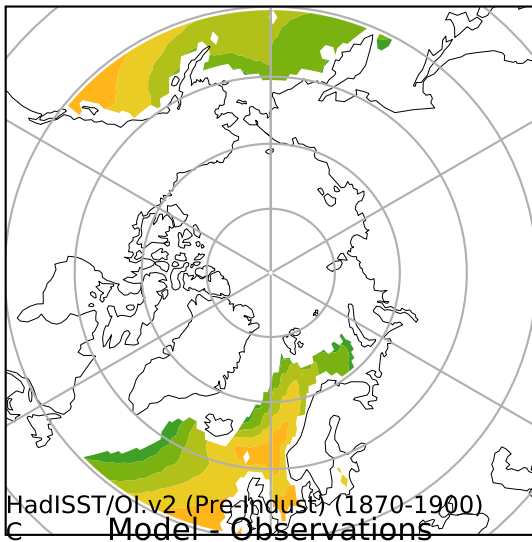 HadISST/OI.v2 (Pre-Indust) (1870-1900)
C Model - Observations